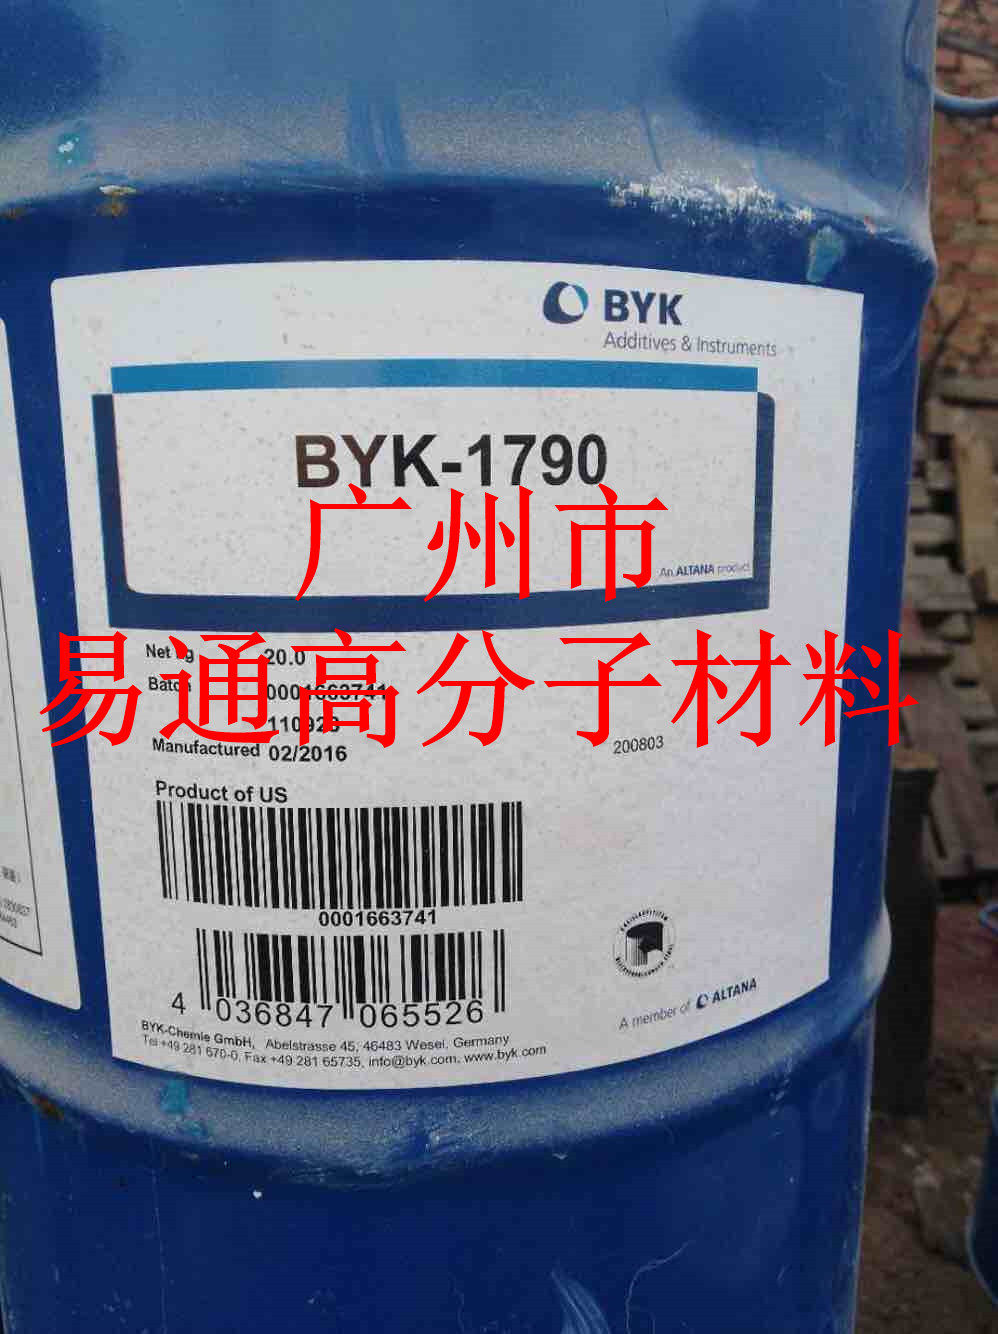 BYK
Additives & Instruments
BYK-1790
广州市
An ALTANA product
易通高分子材料
Net kg 20.0
Batch 0001663741
110923
Manufactured 02/2016
200803
Product of US
0001663741
4 036847 065526
BYK-Chemie GmbH, Abelstrasse 45, 46483 Wesel, Germany
Tel +49 281 670-0, Fax +49 281 65735, info@byk.com, www.byk.com
A member of ALTANA